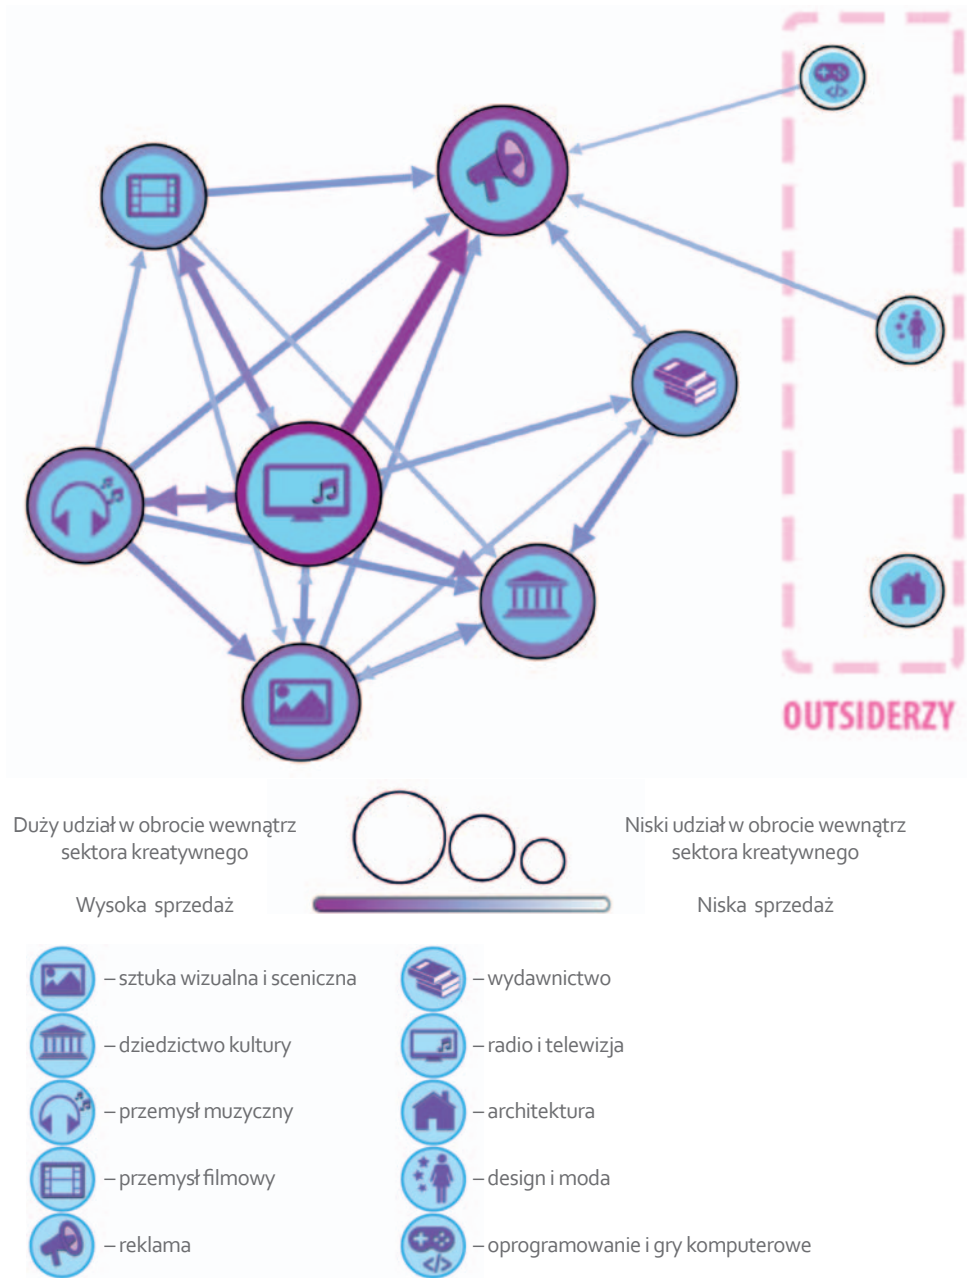 OUTSIDERZY
Duży udział w obrocie wewnątrz
sektora kreatywnego
Niski udział w obrocie wewnątrz
sektora kreatywnego
Wysoka sprzedaż
Niska sprzedaż
– sztuka wizualna i sceniczna
– wydawnictwo
– dziedzictwo kultury
– radio i telewizja
– przemysł muzyczny
– architektura
– przemysł filmowy
– design i moda
– reklama
– oprogramowanie i gry komputerowe